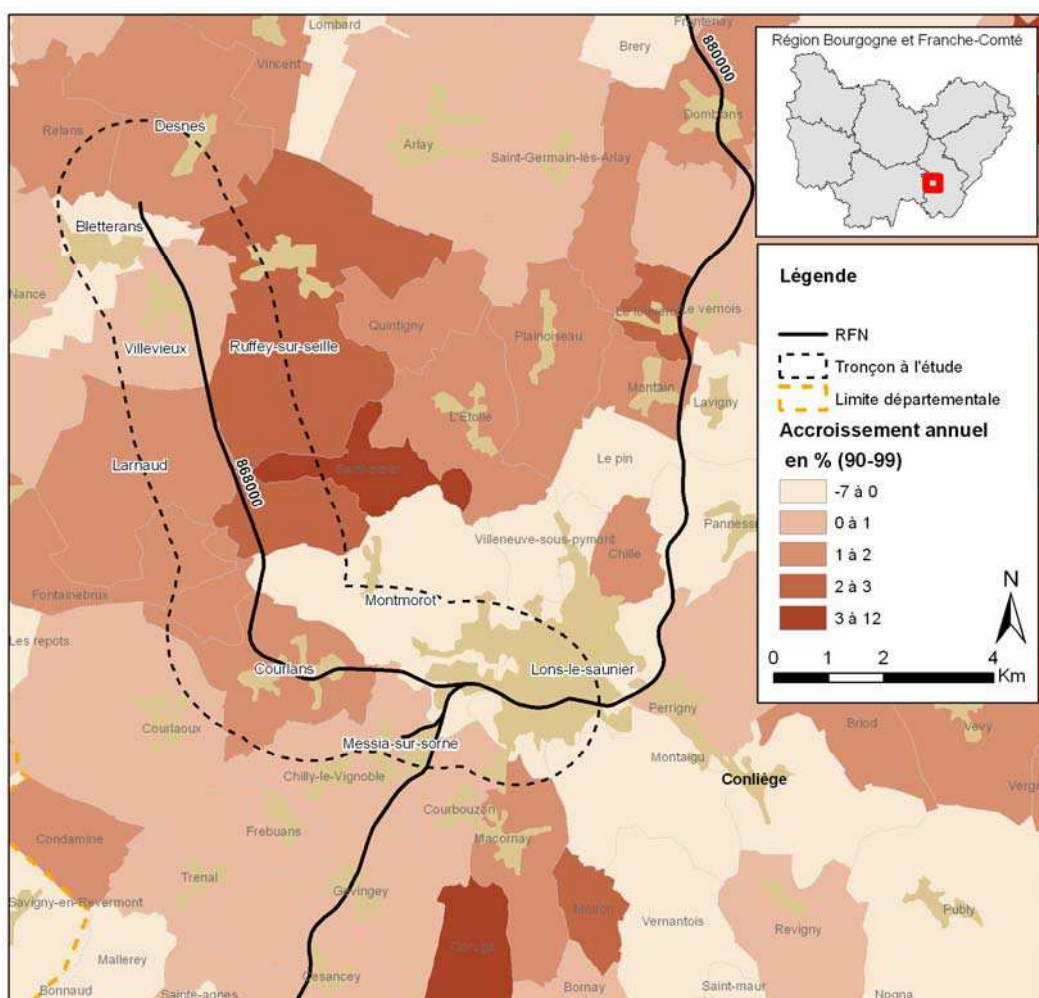 Lombard
Frontenay
Brery
Vincent
880000
Région Bourgogne et Franche-Comté
Domblans
Relans
Desnes
Arlay
Saint-Germain-lès-Arlay
Bletterans
Nance
Villevieux
Ruffey-sur-seille
Quintigny
Plainoiseau
Le vernois
Légende
RFN
Tronçon à l'étude
Limite départementale
Accroissement annuel
en % (90-99)
-7 à 0
0 à 1
1 à 2
2 à 3
3 à 12
N
0 2 4
Km
Montain
Lavigny
L'Étoile
Larnaud
868000
Le pin
Villeneuve-sous-pymont
Pannessi
Chille
Fontainebrux
Montmorot
Les repots
Courlans
Lons-le-saunier
Perrigny
Courlaoux
Messia-sur-sorne
Montaigu
Briod
Vevy
Chilly-le-Vignoble
Conliège
Verge
Courbouzon
Condamine
Frebuans
Macornay
Trenal
Gevingey
Savigny-en-Revermont
Moiron
Vernantois
Revigny
Publy
Mallerey
Geruge
Cesancey
Bonnaud
Sainte-agnes
Bornay
Saint-maur
Nogna